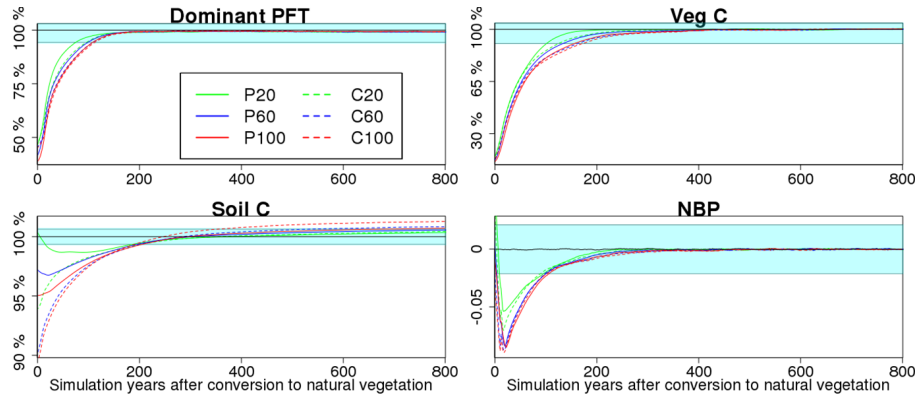 Dominant PFT
Veg C
100 %
75 %
50 %
P20
C20
P60
C60
P100
C100
0
200
400
600
800
100 %
65 %
30 %
0
200
400
600
800
Soil C
NBP
100 %
95 %
90 %
0
200
400
600
800
Simulation years after conversion to natural vegetation
0
-0.05
0
200
400
600
800
Simulation years after conversion to natural vegetation